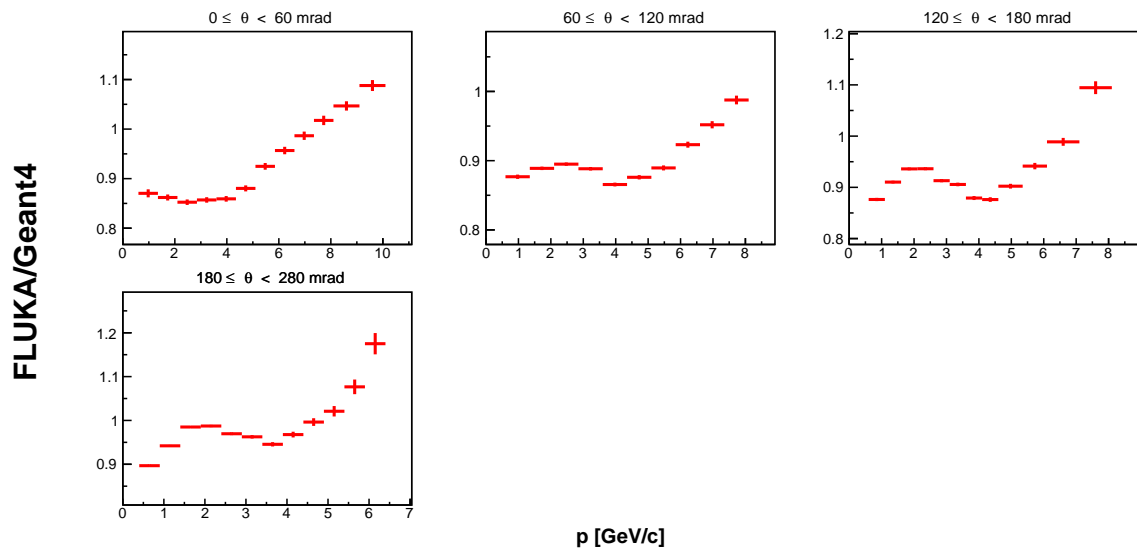 0 ≤ θ < 60 mrad
60 ≤ θ < 120 mrad
120 ≤ θ < 180 mrad
1.1
1
0.9
0.8
0 2 4 6 8 10
1
0.9
0.8
0 1 2 3 4 5 6 7 8
1.2
1.1
1
0.9
0.8
0 1 2 3 4 5 6 7 8
180 ≤ θ < 280 mrad
1.2
1.1
1
0.9
0 1 2 3 4 5 6 7
FLUKA/Geant4
p [GeV/c]